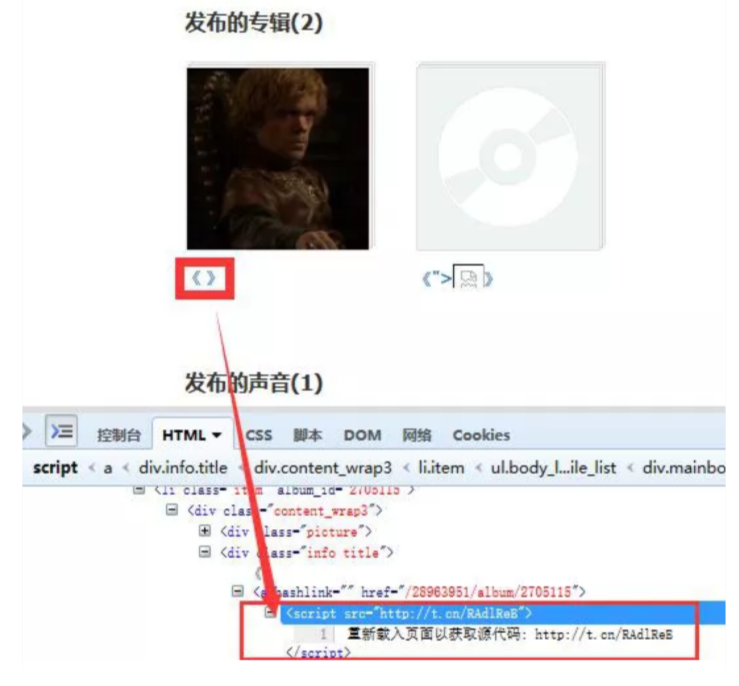 发布的专辑(2)
《》
《">》
发布的声音(1)
控制台 HTML CSS 脚本 DOM 网络 Cookies
script < a < div.info.title < div.content_wrap3 < li.item < ul.body_l...ile_list < div.mainbo
<li class="item" album_id="2705115">
<div class="content_wrap3">
<div class="picture">
<div class="info title">
《
<a hashlink="" href="/28963951/album/2705115">
<script src="http://t.cn/RAdlReB">
1 重新载入页面以获取源代码: http://t.cn/RAdlReB
</script>